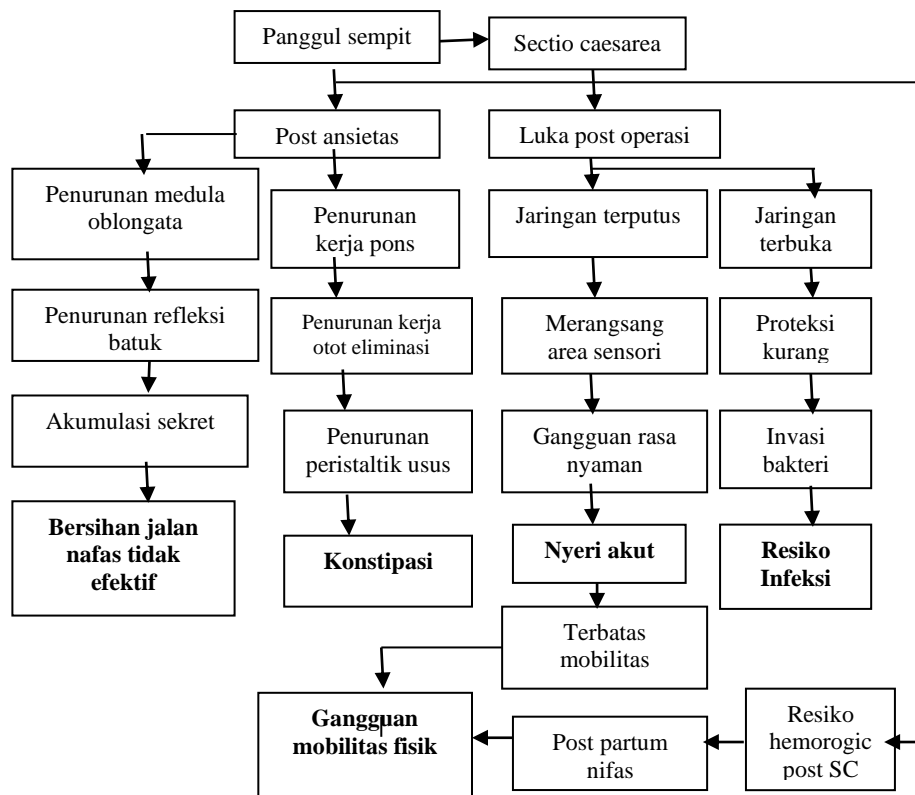 Panggul sempit
Sectio caesarea
Post ansietas
Luka post operasi
Penurunan medula
oblongata
Penurunan
kerja pons
Jaringan terputus
Jaringan
terbuka
Penurunan refleksi
batuk
Penurunan kerja
otot eliminasi
Merangsang
area sensori
Proteksi
kurang
Akumulasi sekret
Penurunan
peristaltik usus
Gangguan rasa
nyaman
Invasi
bakteri
Bersihan jalan
nafas tidak
efektif
Konstipasi
Nyeri akut
Resiko
Infeksi
Terbatas
mobilitas
Gangguan
mobilitas fisik
Post partum
nifas
Resiko
hemorogic
post SC